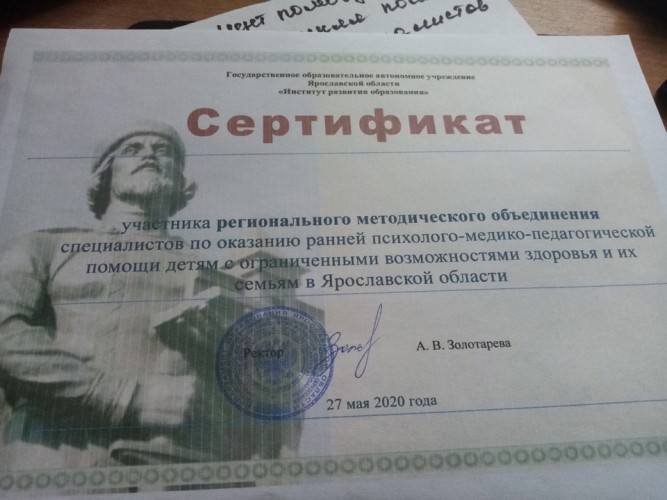 Государственное образовательное автономное учреждение
Ярославской области
«Институт развития образования»
Сертификат
участника регионального методического объединения
специалистов по оказанию ранней психолого-медико-педагогической
помощи детям с ограниченными возможностями здоровья и их
семьям в Ярославской области
Ректор
А. В. Золотарева
27 мая 2020 года